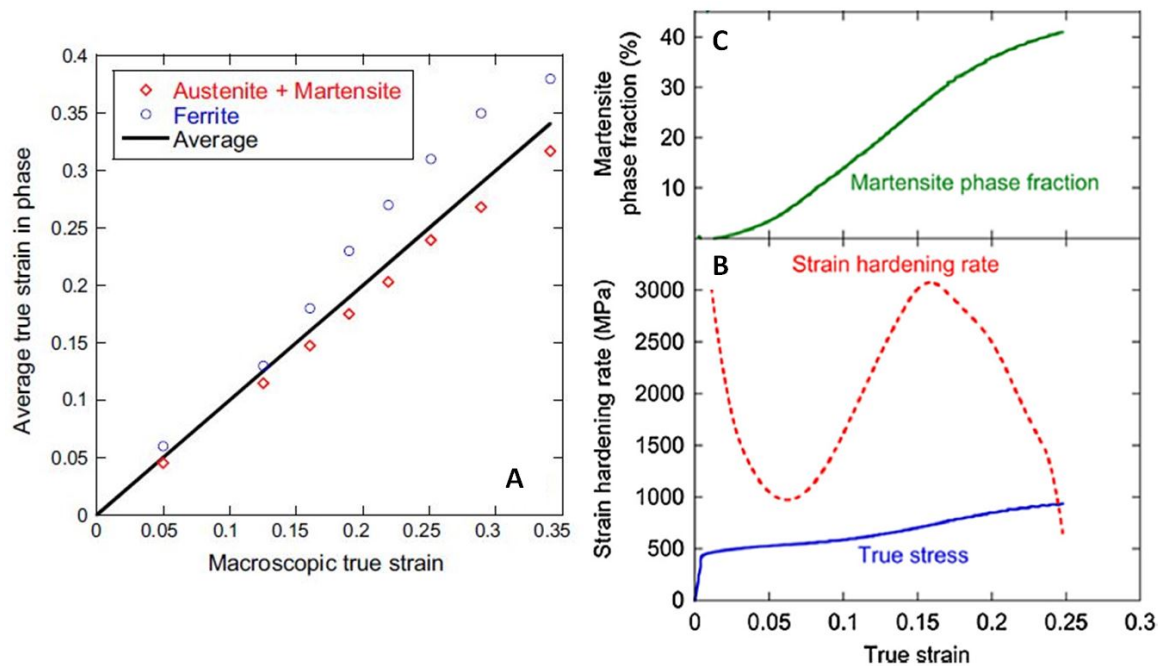 0.4
0.35
0.3
0.25
0.2
0.15
0.1
0.05
0
Average true strain in phase
Austenite + Martensite
Ferrite
Average
A
0 0.05 0.1 0.15 0.2 0.25 0.3 0.35
Macroscopic true strain
C
40
30
20
10
Martensite
phase fraction (%)
Martensite phase fraction
B
Strain hardening rate
3000
2500
2000
1500
1000
500
0
Strain hardening rate (MPa)
True stress
0 0.05 0.1 0.15 0.2 0.25 0.3
True strain